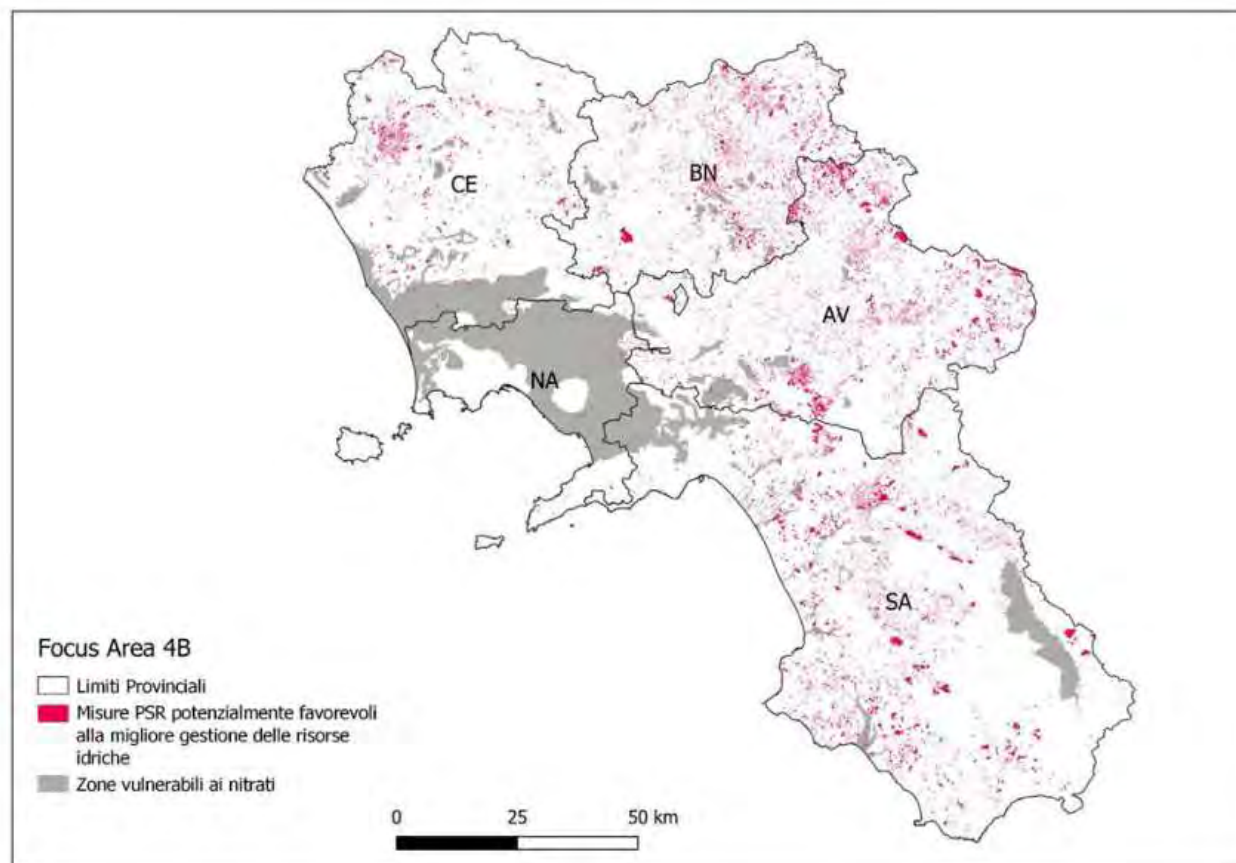 CE
BN
AV
NA
SA
Focus Area 4B
Limiti Provinciali
Misure PSR potenzialmente favorevoli
alla migliore gestione delle risorse
idriche
Zone vulnerabili ai nitrati
0 25 50 km